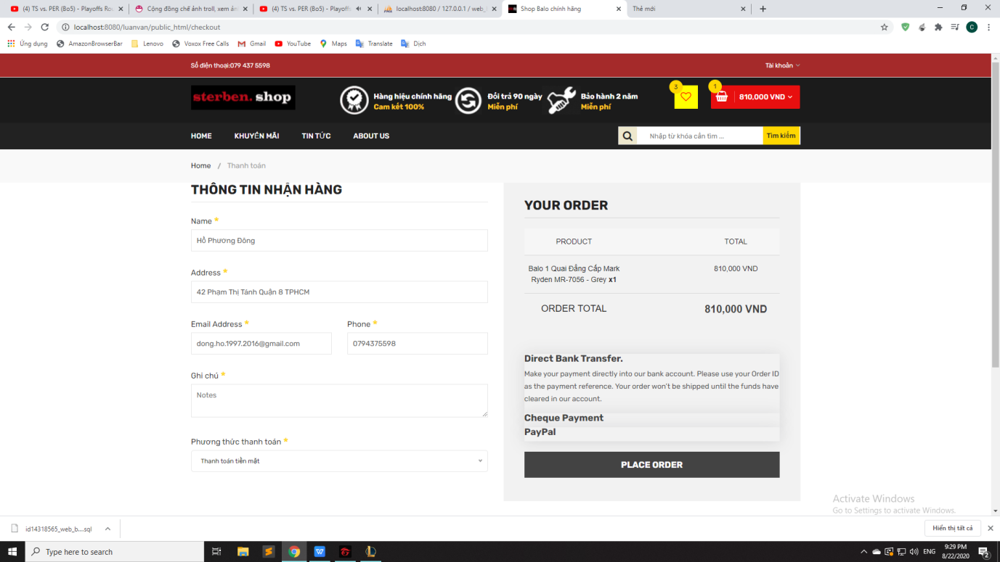 (4) TS vs. PER (Bo5) - Playoffs Rou
Cộng đồng chế ảnh troll, xem ản
(4) TS vs. PER (Bo5) - Playoffs
localhost:8080 / 127.0.0.1 / web_
Shop Balo chính hãng
Thẻ mới
localhost:8080/luanvan/public_html/checkout
C
Ứng dụng
AmazonBrowserBar
Lenovo
Voxox Free Calls
Gmail
YouTube
Maps
Translate
Dịch
Số điện thoại:079 437 5598
Tài khoản
sterben. shop
Hàng hiệu chính hãng
Cam kết 100%
Đổi trả 90 ngày
Miễn phí
Bảo hành 2 năm
Miễn phí
3
1
810,000 VND
HOME
KHUYẾN MÃI
TIN TỨC
ABOUT US
Nhập từ khóa cần tìm ...
Tìm kiếm
Home / Thanh toán
THÔNG TIN NHẬN HÀNG
Name *
Hồ Phương Đông
Address *
42 Phạm Thị Tánh Quận 8 TPHCM
Email Address *
Phone *
dong.ho.1997.2016@gmail.com
0794375598
Ghi chú *
Notes
Phương thức thanh toán *
Thanh toán tiền mặt
YOUR ORDER
PRODUCT
TOTAL
Balo 1 Quai Đẳng Cấp Mark
Ryden MR-7056 - Grey x1
810,000 VND
ORDER TOTAL
810,000 VND
Direct Bank Transfer.
Make your payment directly into our bank account. Please use your Order ID
as the payment reference. Your order won't be shipped until the funds have
cleared in our account.
Cheque Payment
PayPal
PLACE ORDER
Activate Windows
Go to Settings to activate Windows.
id14318565_web_b....sql
Hiển thị tất cả
Type here to search
ENG
9:29 PM
8/22/2020
2